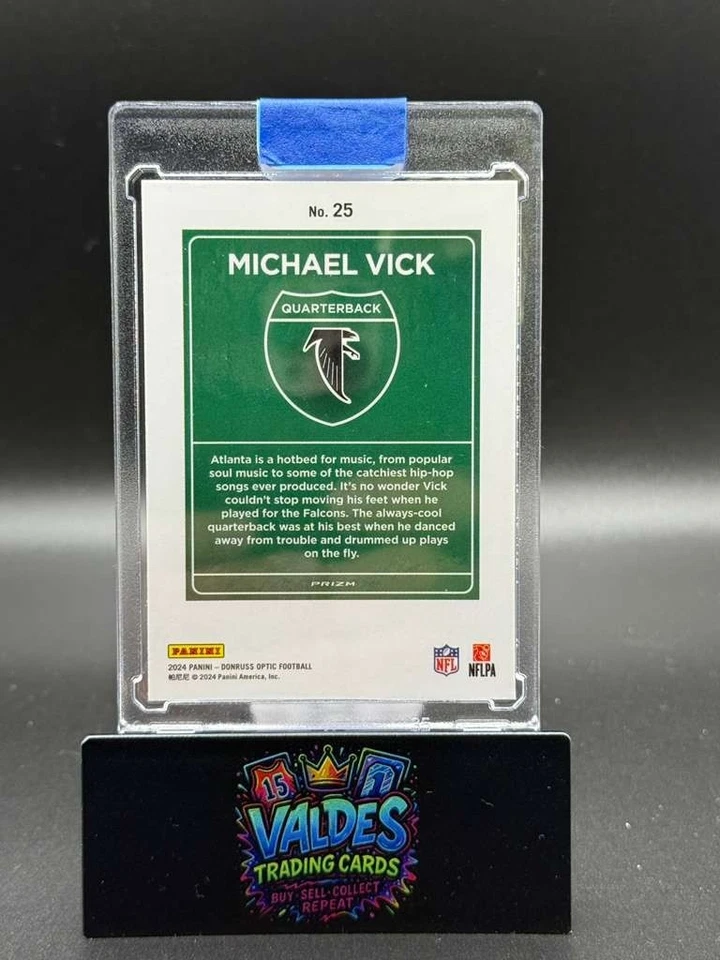 No. 25
MICHAEL VICK
QUARTERBACK
Atlanta is a hotbed for music, from popular
soul music to some of the catchiest hip-hop
songs ever produced. It's no wonder Vick
couldn't stop moving his feet when he
played for the Falcons. The always-cool
quarterback was at his best when he danced
away from trouble and drummed up plays
on the fly.
PRIZM
PANINI
2024 PANINI – DONRUSS OPTIC FOOTBALL
帕尼尼 © 2024 Panini America, Inc.
NFL
NFLPA
15
1
VALDES
TRADING CARDS
BUY·SELL·COLLECT
REPEAT